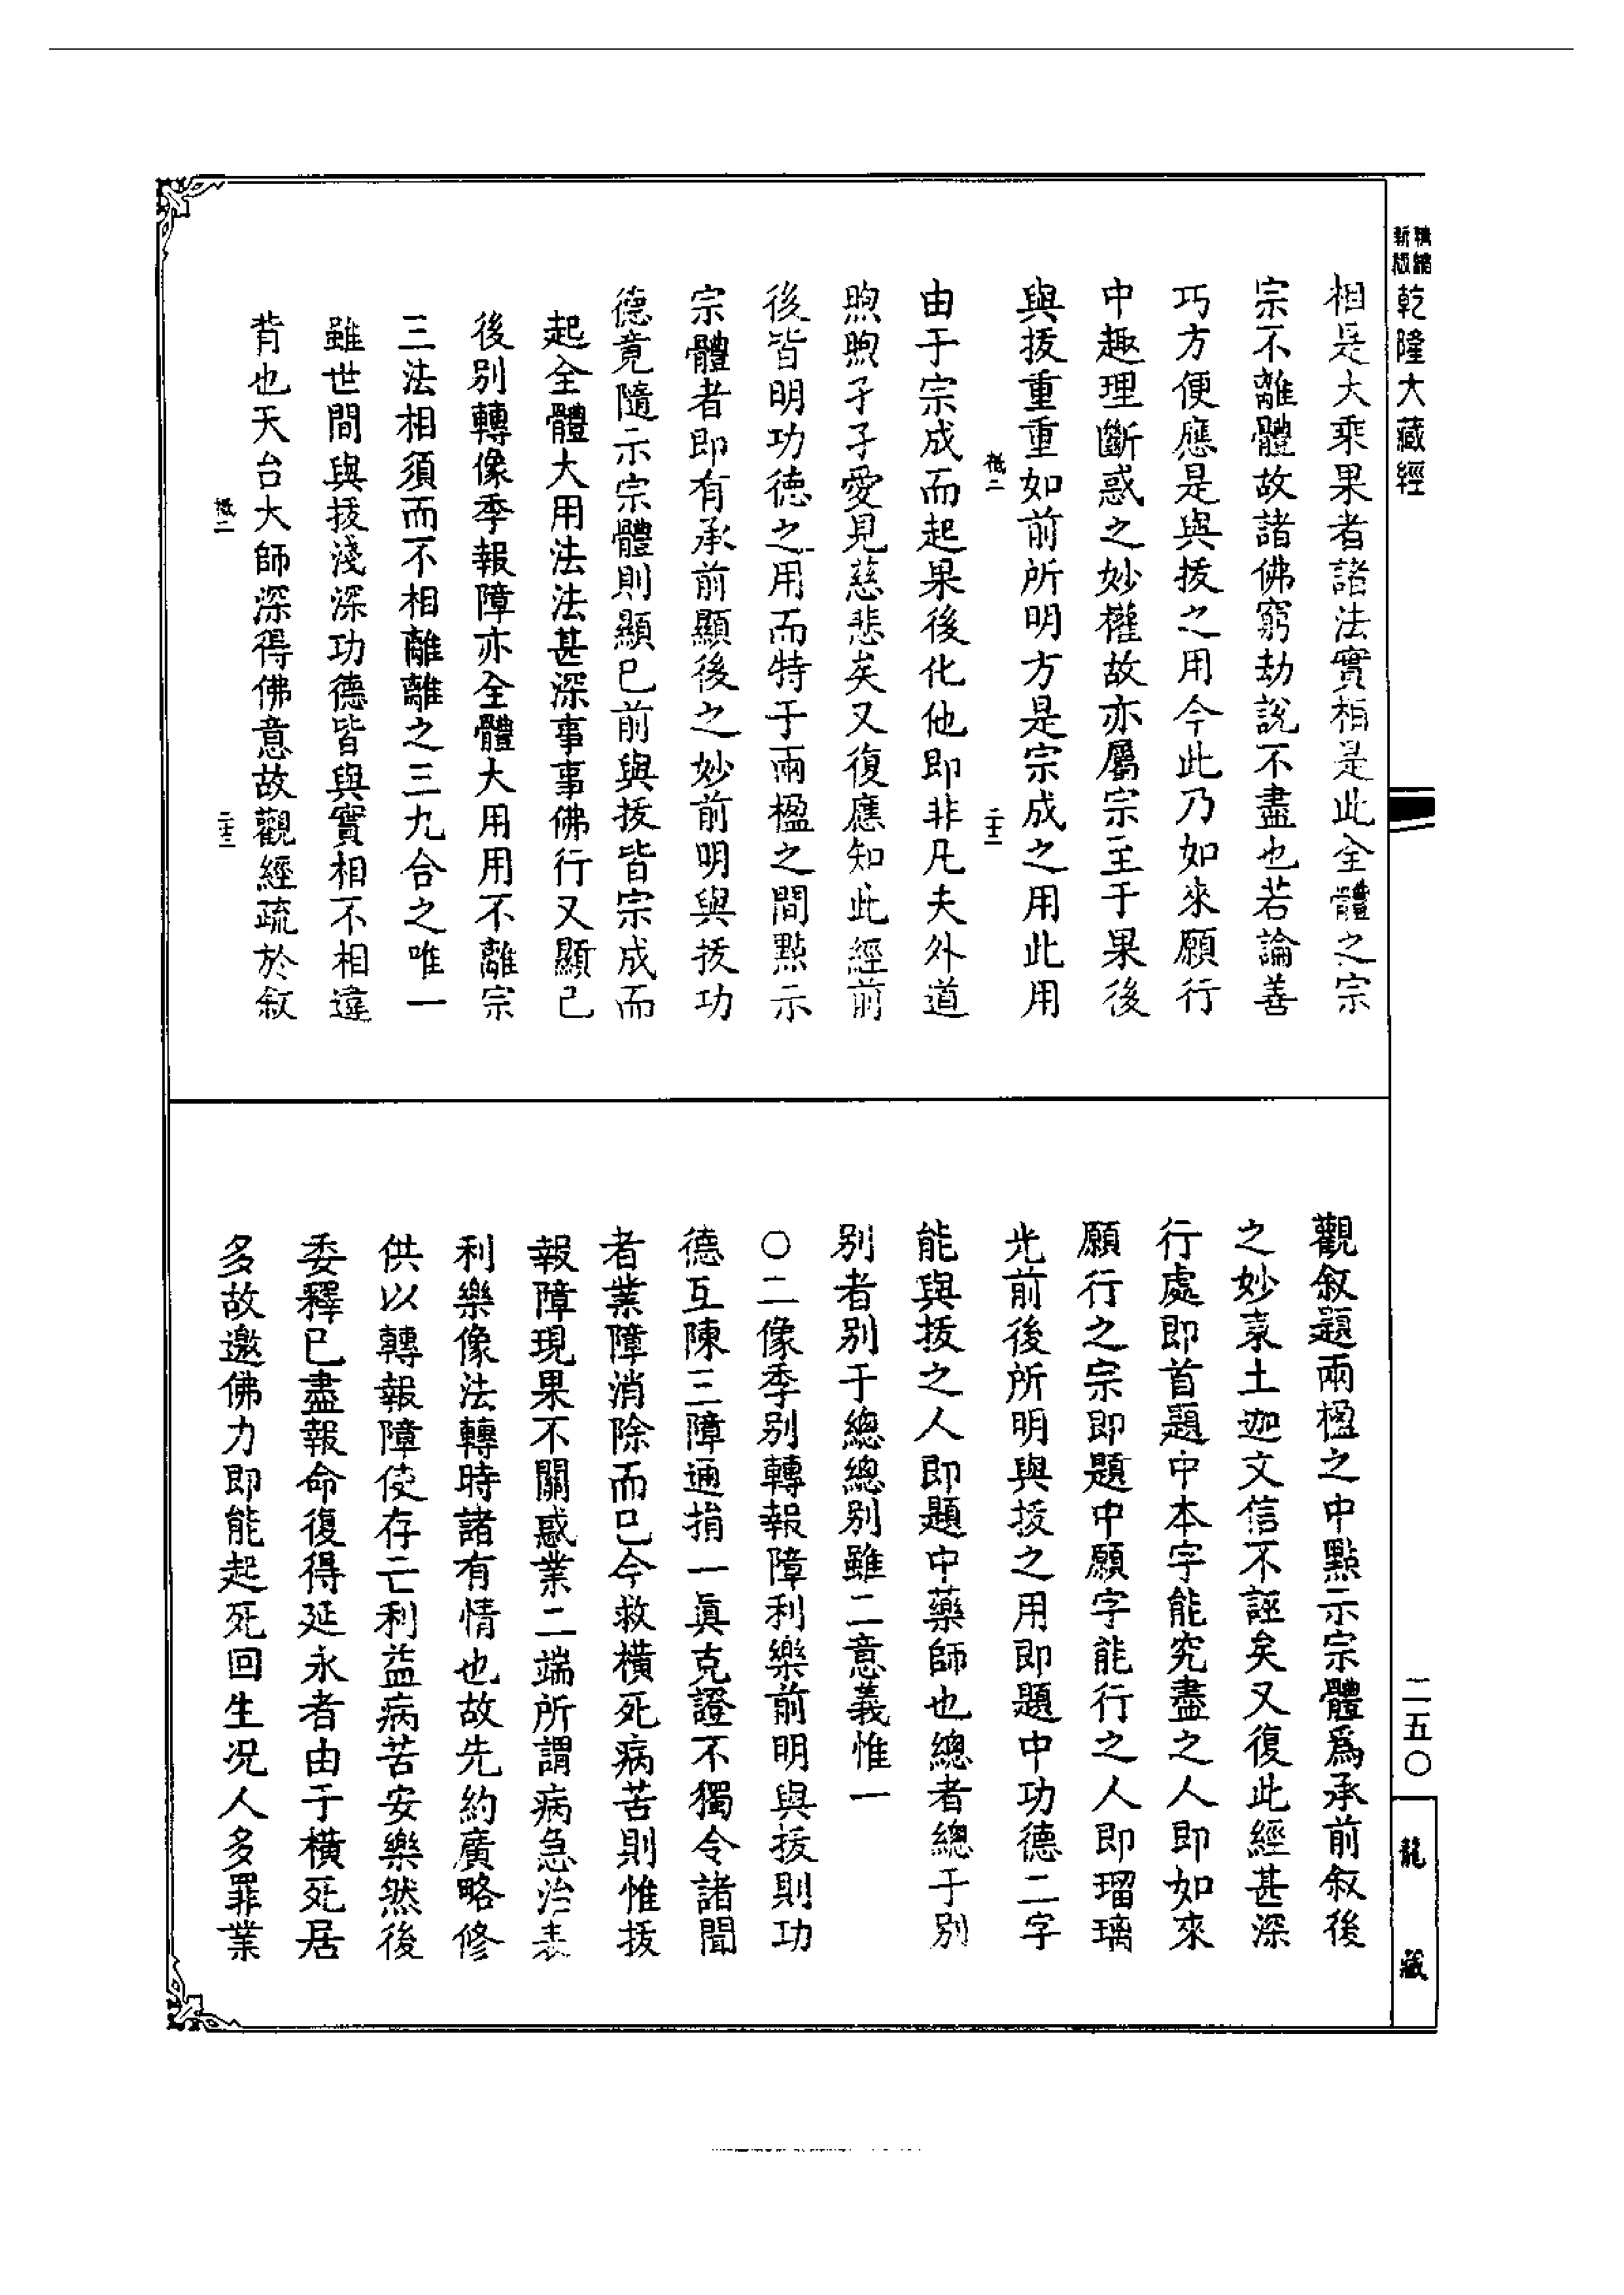 新版
乾隆大藏經
相是大乘果者諸法實相是此全體之宗
宗不離體故諸佛窮劫說不盡也若論善
巧方便應是與拔之用今此乃如來願行
中趣理斷惑之妙權故亦屬宗至于果後
與拔重重如前所明方是宗成之用此用
由于宗成而起果後化他即非凡夫外道
煦煦孑孑愛見慈悲矣又復應知此經前
後皆明功德之用而特于兩楹之間點示
宗體者即有承前顯後之妙前明與拔功
德竟隨示宗體則顯已前與拔皆宗成而
起全體大用法法甚深事事佛行又顯已
後別轉像季報障亦全體大用用不離宗
三法相須而不相離離之三九合之唯一
雖世間與拔淺深功德皆與實相不相違
背也天台大師深得佛意故觀經疏於敘
觀敘題兩楹之中點示宗體爲承前敘後
之妙東土迦文信不誣矣又復此經甚深
行處即首題中本字能究盡之人即如來
願行之宗即題中願字能行之人即瑠璃
光前後所明與拔之用即題中功德二字
能與拔之人即題中藥師也總者總于別
別者別于總總別雖二意義惟一
〇二像季別轉報障利樂前明與拔則功
德互陳三障通指一眞克證不獨令諸聞
者業障消除而已今救橫死病苦則惟拔
報障現果不關惑業二端所謂病急治表
利樂像法轉時諸有情也故先約廣略修
供以轉報障使存亡利益病苦安樂然後
委釋已盡報命復得延永者由于橫死居
多故邀佛力即能起死回生况人多罪業
二五〇
龍藏